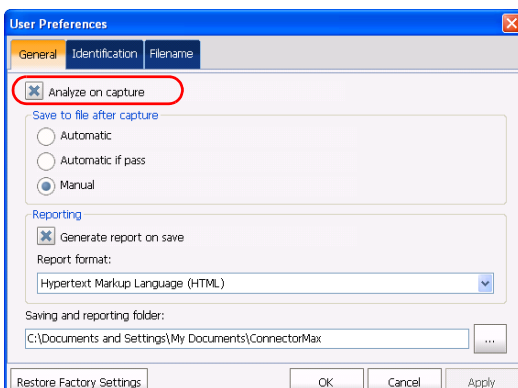 User Preferences
General Identification Filename
Analyze on capture
Save to file after capture
Automatic
Automatic if pass
Manual
Reporting
Generate report on save
Report format:
Hypertext Markup Language (HTML)
Saving and reporting folder:
C:\Documents and Settings\My Documents\ConnectorMax ...
Restore Factory Settings OK Cancel Apply